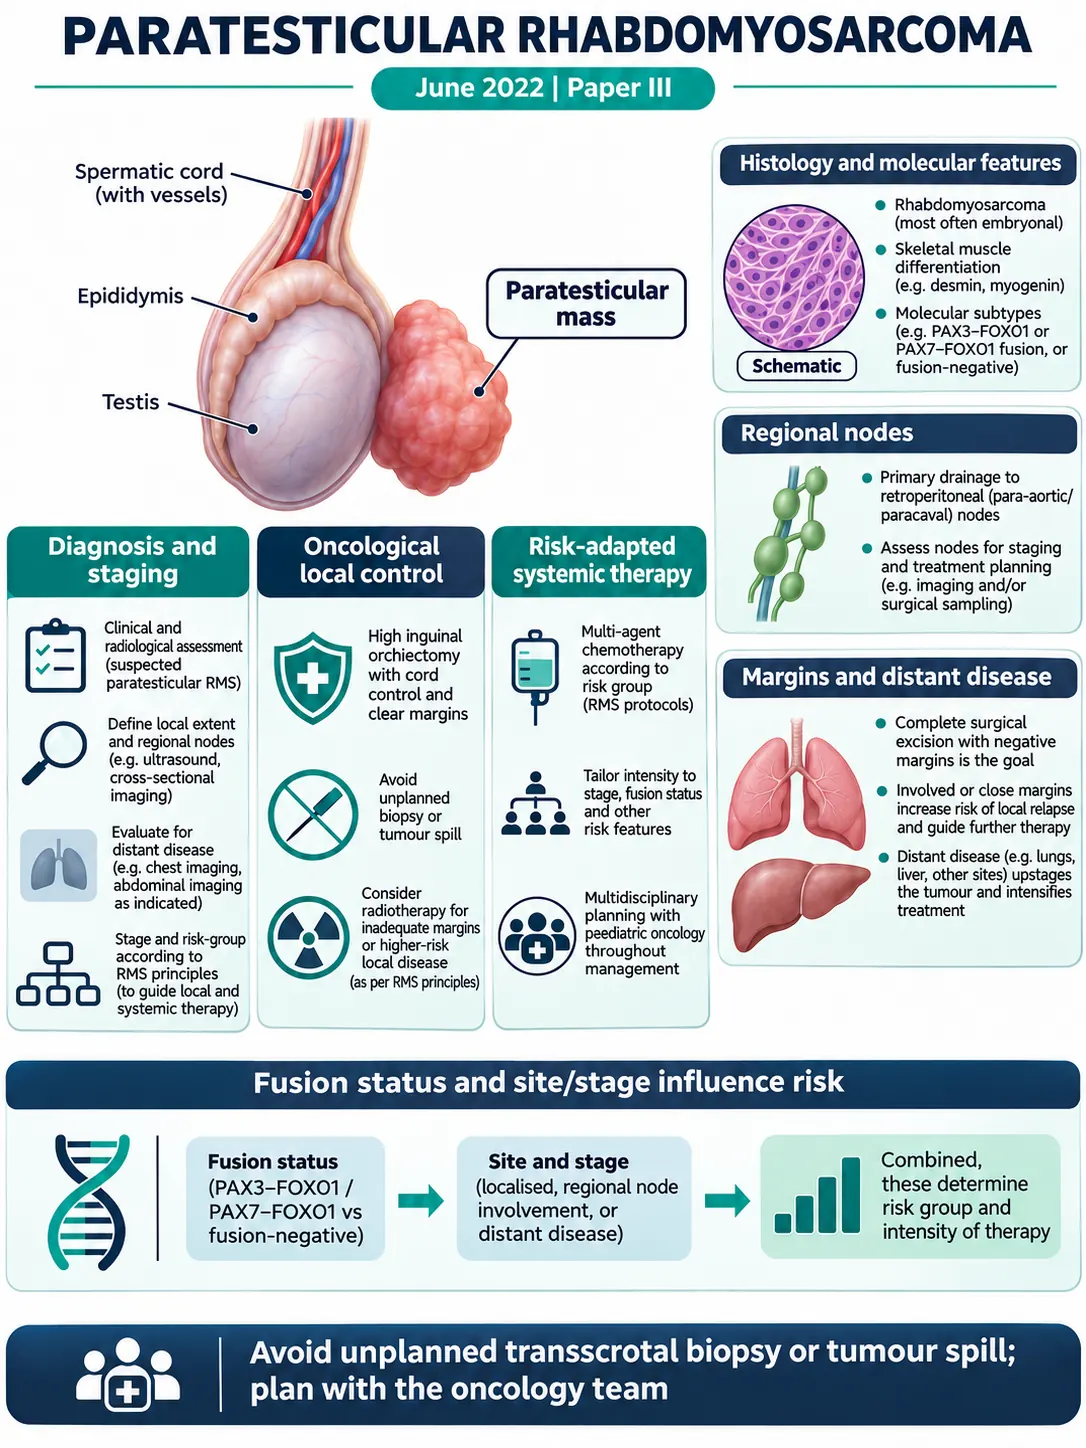 PARATESTICULAR RHABDOMYOSARCOMA
June 2022 | Paper III
Spermatic cord
(with vessels)
Epididymis
Testis
Paratesticular
mass
Histology and molecular features
Rhabdomyosarcoma
(most often embryonal)
Skeletal muscle
differentiation
(e.g. desmin, myogenin)
Molecular subtypes
(e.g. PAX3–FOXO1 or
PAX7–FOXO1 fusion, or
fusion-negative)
Schematic
Regional nodes
Primary drainage to
retroperitoneal (para-aortic/
paracaval) nodes
Assess nodes for staging
and treatment planning
(e.g. imaging and/or
surgical sampling)
Margins and distant disease
Complete surgical
excision with negative
margins is the goal
Involved or close margins
increase risk of local relapse
and guide further therapy
Distant disease (e.g. lungs,
liver, other sites) upstages
the tumour and intensifies
treatment
Diagnosis and
staging
Clinical and
radiological assessment
(suspected
paratesticular RMS)
Define local extent
and regional nodes
(e.g. ultrasound,
cross-sectional
imaging)
Evaluate for
distant disease
(e.g. chest imaging,
abdominal imaging
as indicated)
Stage and risk-group
according to
RMS principles
(to guide local and
systemic therapy)
Oncological
local control
High inguinal
orchiectomy
with cord
control and
clear margins
Avoid
unplanned
biopsy or
tumour spill
Consider
radiotherapy for
inadequate margins
or higher-risk
local disease
(as per RMS principles)
Risk-adapted
systemic therapy
Multi-agent
chemotherapy
according to
risk group
(RMS protocols)
Tailor intensity to
stage, fusion status
and other
risk features
Multidisciplinary
planning with
peediatric oncology
throughout
management
Fusion status and site/stage influence risk
Fusion status
(PAX3–FOXO1 /
PAX7–FOXO1 vs
fusion-negative)
Site and stage
(localised, regional node
involvement, or
distant disease)
Combined,
these determine
risk group and
intensity of therapy
Avoid unplanned transscrotal biopsy or tumour spill;
plan with the oncology team